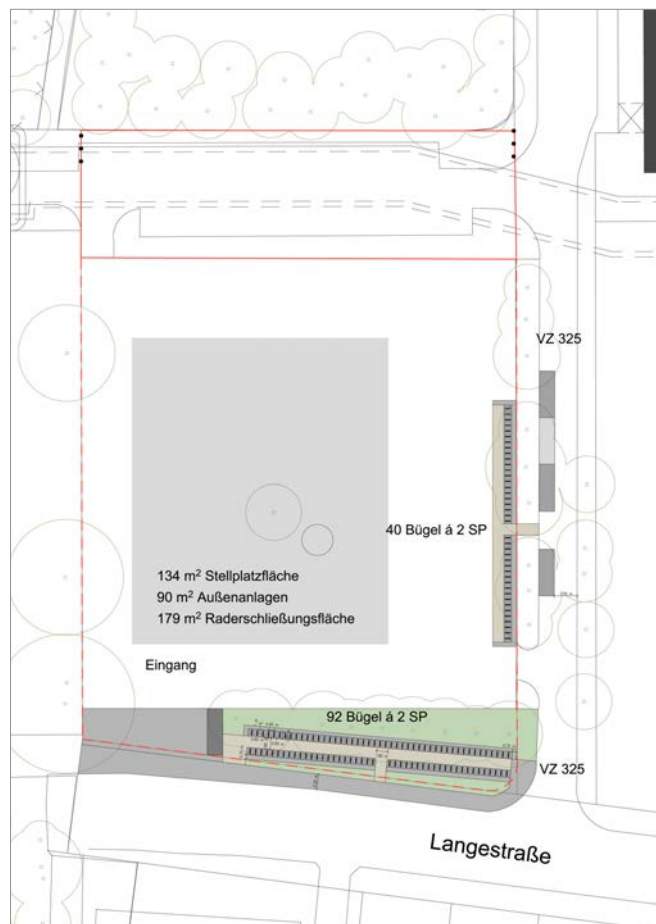 VZ 325
40 Bügel á 2 SP
134 m² Stellplatzfläche
90 m² Außenanlagen
179 m² Raderschließungsfläche
Eingang
92 Bügel á 2 SP
VZ 325
Langestraße